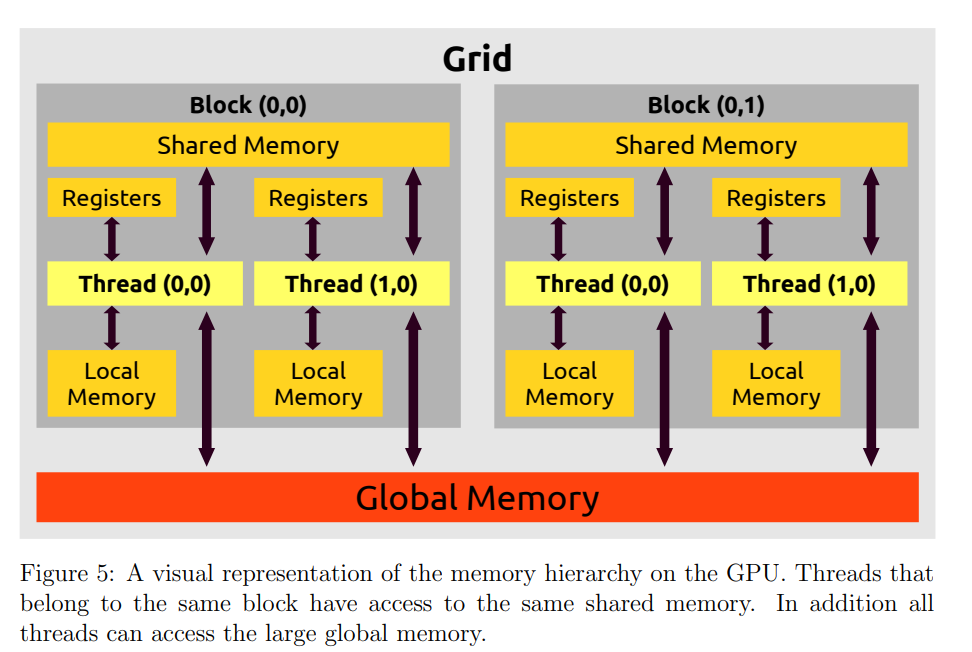 Grid
Block (0,0)
Block (0,1)
Shared Memory
Shared Memory
Registers
Registers
Registers
Registers
Thread (0,0)
Thread (1,0)
Thread (0,0)
Thread (1,0)
Local
Memory
Local
Memory
Local
Memory
Local
Memory
Global Memory
Figure 5: A visual representation of the memory hierarchy on the GPU. Threads that
belong to the same block have access to the same shared memory. In addition all
threads can access the large global memory.